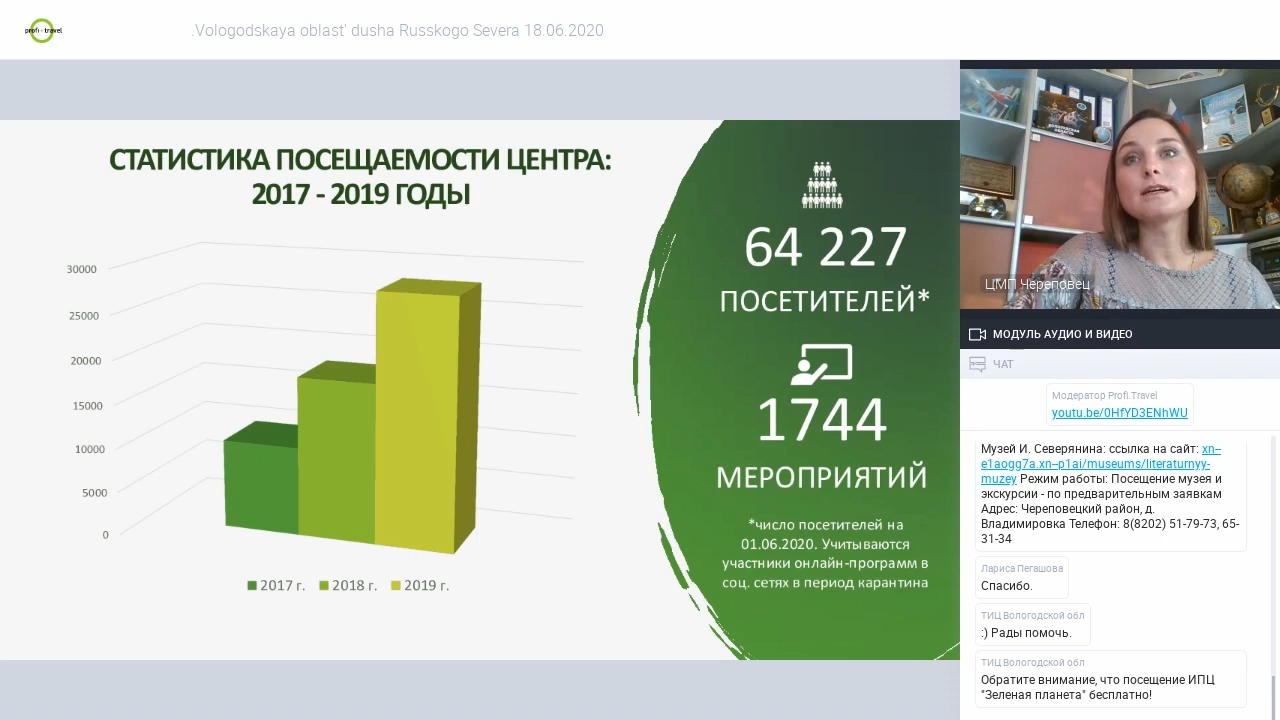 profi travel
.Vologodskaya oblast' dusha Russkogo Severa 18.06.2020
СТАТИСТИКА ПОСЕЩАЕМОСТИ ЦЕНТРА:
2017 - 2019 ГОДЫ
30000
25000
20000
15000
10000
5000
0
2017 г. 2018 г. 2019 г.
64 227
ПОСЕТИТЕЛЕЙ*
1744
МЕРОПРИЯТИЙ
*число посетителей на
01.06.2020. Учитываются
участники онлайн-программ в
соц. сетях в период карантина
ЦМП Череповец
МОДУЛЬ АУДИО И ВИДЕО
ЧАТ
Модератор Profi.Travel
youtu.be/0HfYD3ENhWU
Музей И. Северянина: ссылка на сайт: xn--
e1aogg7a.xn--p1ai/museums/literaturnyy-
muzey Режим работы: Посещение музея и
экскурсии - по предварительным заявкам
Адрес: Череповецкий район, д.
Владимировка Телефон: 8(8202) 51-79-73, 65-
31-34
Лариса Пегашова
Спасибо.
ТИЦ Вологодской обл
:) Рады помочь.
ТИЦ Вологодской обл
Обратите внимание, что посещение ИПЦ
"Зеленая планета" бесплатно!